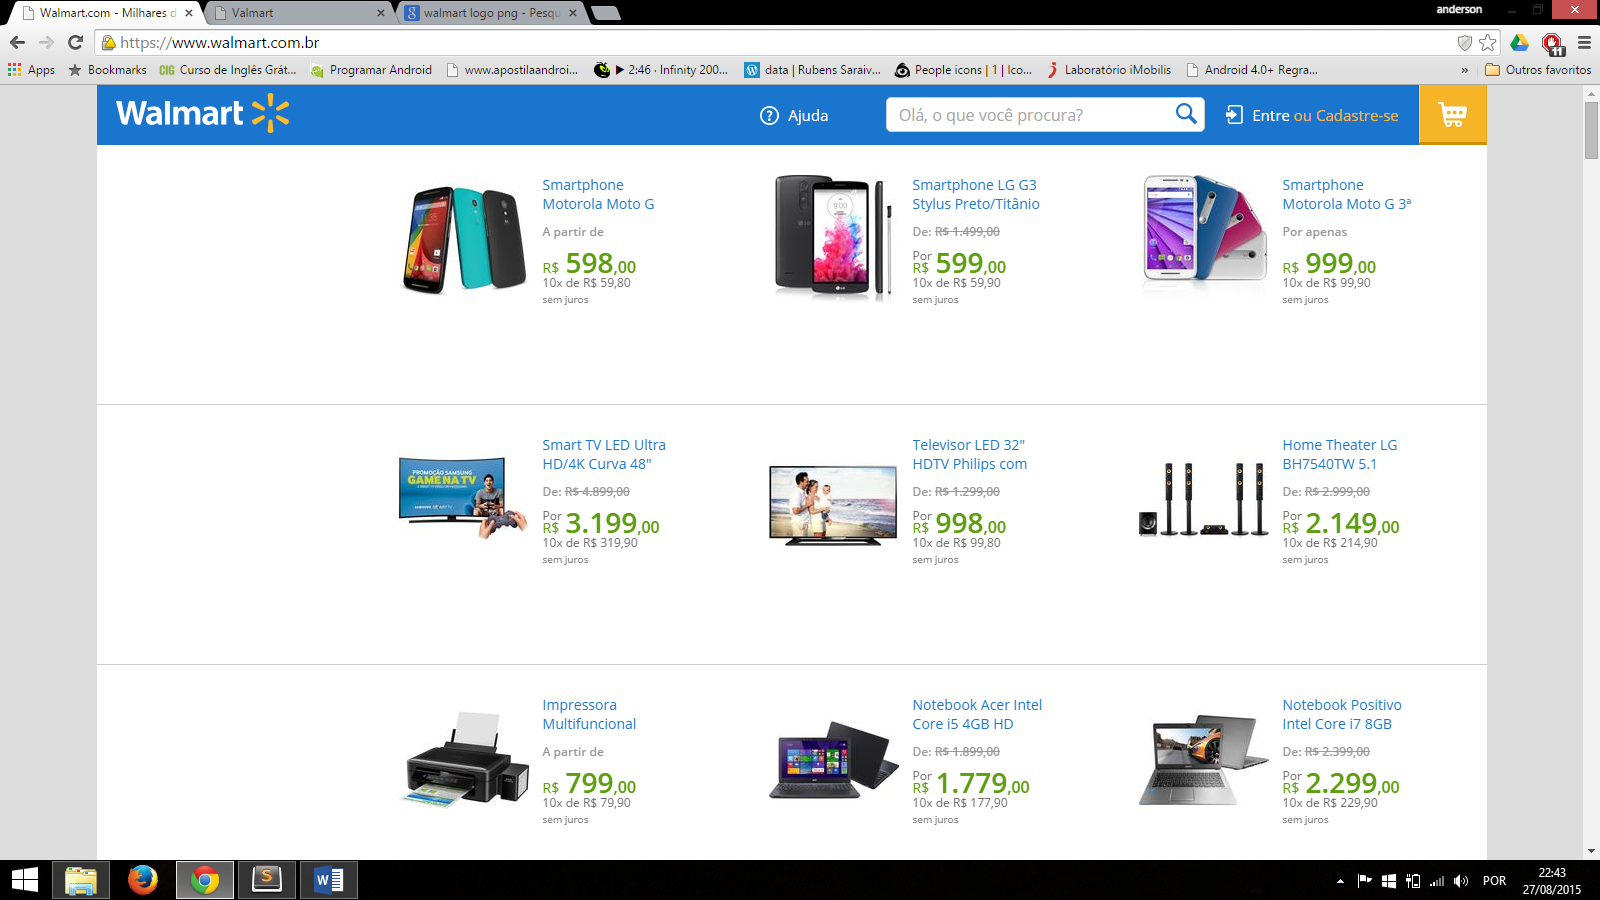 Walmart.com - Milhares d
Valmart
walmart logo png - Pesqu
anderson
https://www.walmart.com.br
11
Apps
Bookmarks
CIG Curso de Inglês Grát...
Programar Android
www.apostilaandroi...
▶ 2:46 · Infinity 200...
data | Rubens Saraiv...
People icons | 1 | Ico...
Laboratório iMobilis
Android 4.0+ Regra...
»
Outros favoritos
Walmart
Ajuda
Olá, o que você procura?
Entre ou Cadastre-se
Smartphone
Motorola Moto G
A partir de
R$ 598,00
10x de R$ 59,80
sem juros
Smartphone LG G3
Stylus Preto/Titânio
De: R$ 1.499,00
Por
R$ 599,00
10x de R$ 59,90
sem juros
Smartphone
Motorola Moto G 3ª
Por apenas
R$ 999,00
10x de R$ 99,90
sem juros
PROMOÇÃO SAMSUNG
GAME NA TV
Smart TV LED Ultra
HD/4K Curva 48"
De: R$ 4.899,00
Por
R$ 3.199,00
10x de R$ 319,90
sem juros
Televisor LED 32"
HDTV Philips com
De: R$ 1.299,00
Por
R$ 998,00
10x de R$ 99,80
sem juros
Home Theater LG
BH7540TW 5.1
De: R$ 2.999,00
Por
R$ 2.149,00
10x de R$ 214,90
sem juros
Impressora
Multifuncional
A partir de
R$ 799,00
10x de R$ 79,90
sem juros
Notebook Acer Intel
Core i5 4GB HD
De: R$ 1.899,00
Por
R$ 1.779,00
10x de R$ 177,90
sem juros
Notebook Positivo
Intel Core i7 8GB
De: R$ 2.399,00
Por
R$ 2.299,00
10x de R$ 229,90
sem juros
POR
22:43
27/08/2015